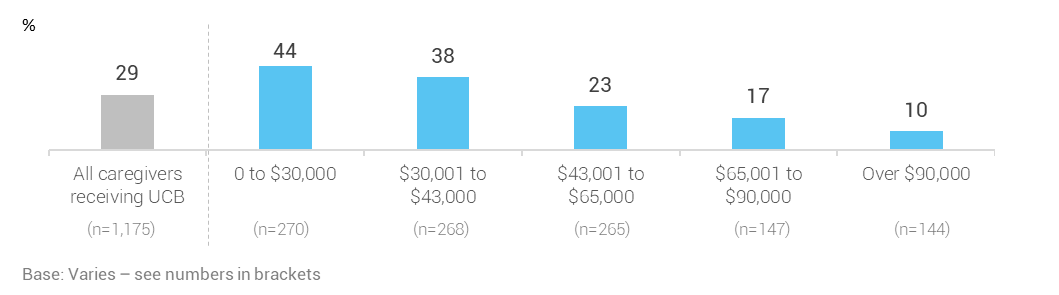 %
29
44
38
23
17
10
All caregivers
receiving UCB
0 to $30,000
$30,001 to
$43,000
$43,001 to
$65,000
$65,001 to
$90,000
Over $90,000
(n=1,175)
(n=270)
(n=268)
(n=265)
(n=147)
(n=144)
Base: Varies – see numbers in brackets